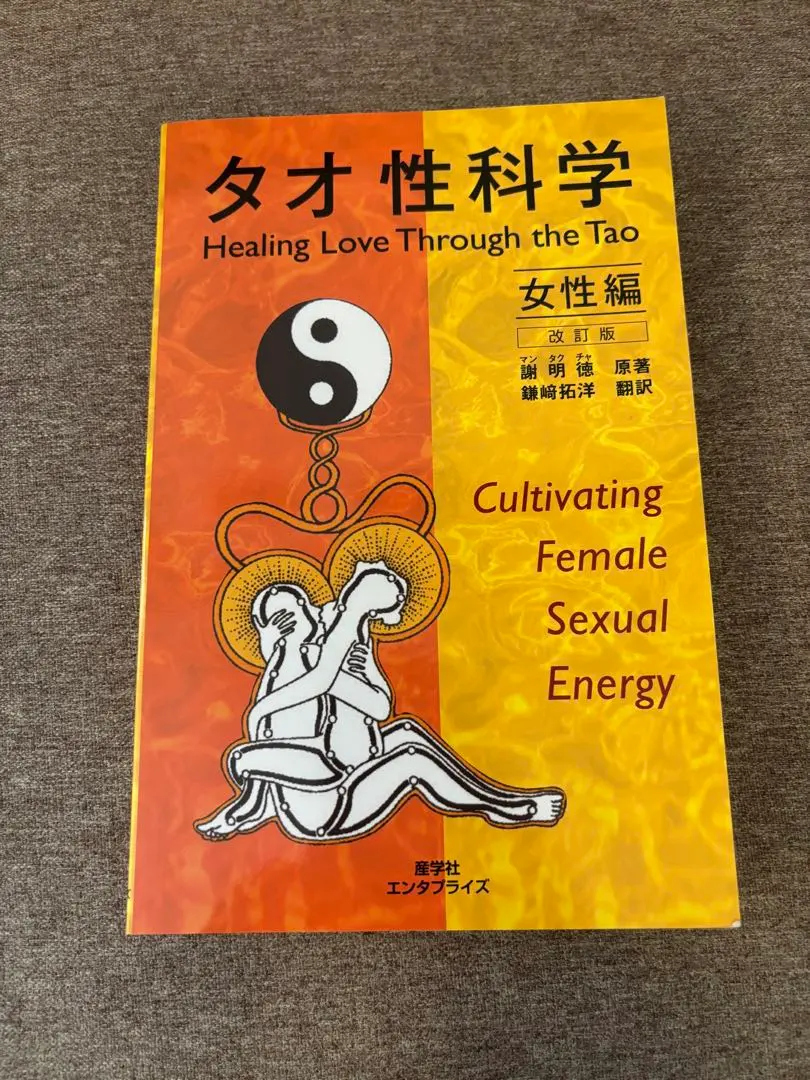 タオ 性科学
Healing Love Through the Tao
女性編
改訂版
マン タク チャ
謝明徳 原著
鎌﨑拓洋 翻訳
Cultivating
Female
Sexual
Energy
産学社
エンタプライズ